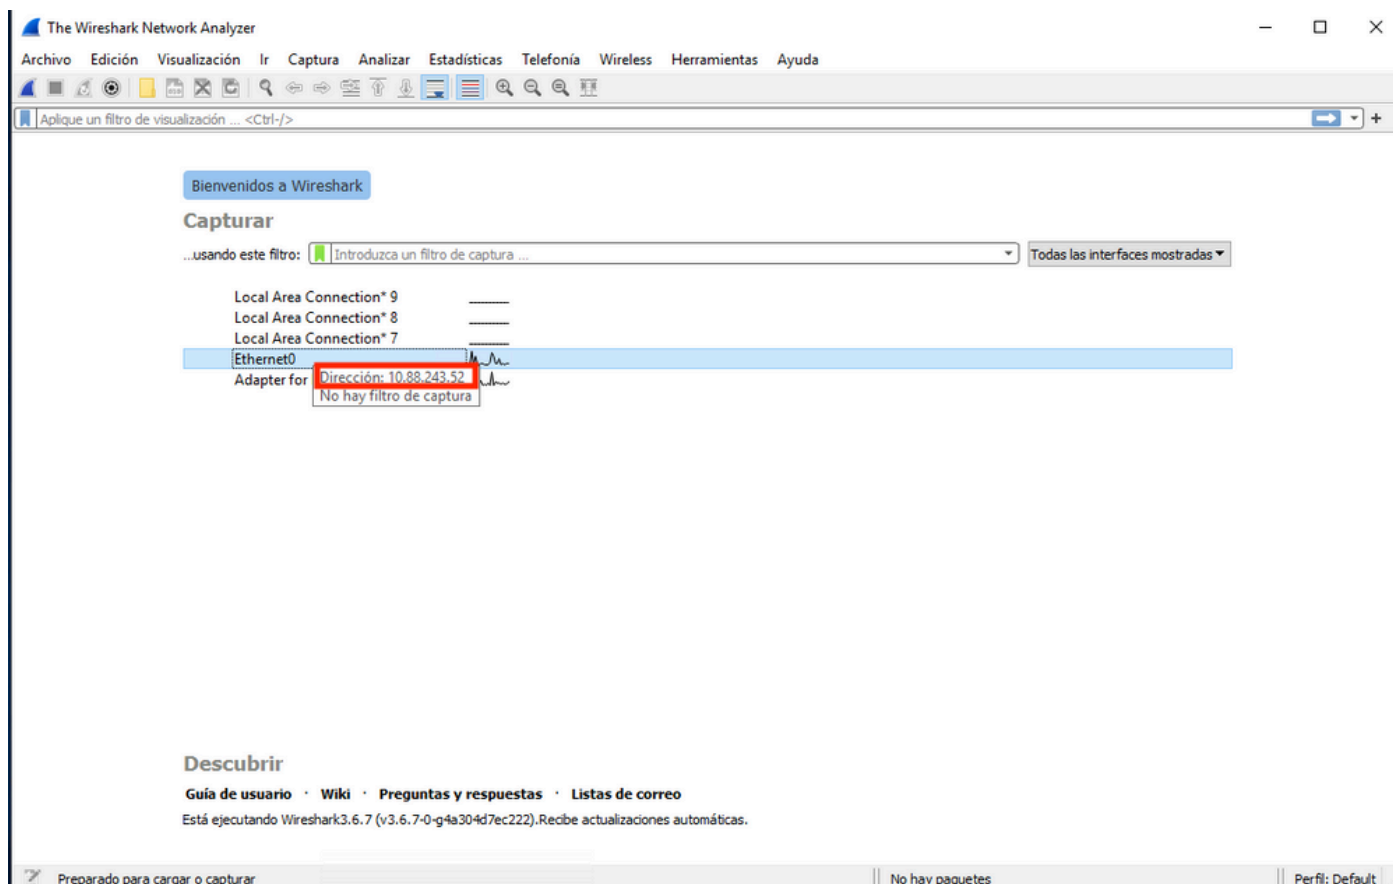 The Wireshark Network Analyzer
Archivo Edición Visualización Ir Captura Analizar Estadísticas Telefonía Wireless Herramientas Ayuda
Aplique un filtro de visualización ... <Ctrl-/>
Bienvenidos a Wireshark
Capturar
...usando este filtro: Introduzca un filtro de captura ... Todas las interfaces mostradas
Local Area Connection* 9
Local Area Connection* 8
Local Area Connection* 7
Ethernet0
Adapter for Dirección: 10.88.243.52
No hay filtro de captura
Descubrir
Guía de usuario · Wiki · Preguntas y respuestas · Listas de correo
Está ejecutando Wireshark3.6.7 (v3.6.7-0-g4a304d7ec222).Recibe actualizaciones automáticas.
Preparado para cargar o capturar No hay paquetes Perfil: Default